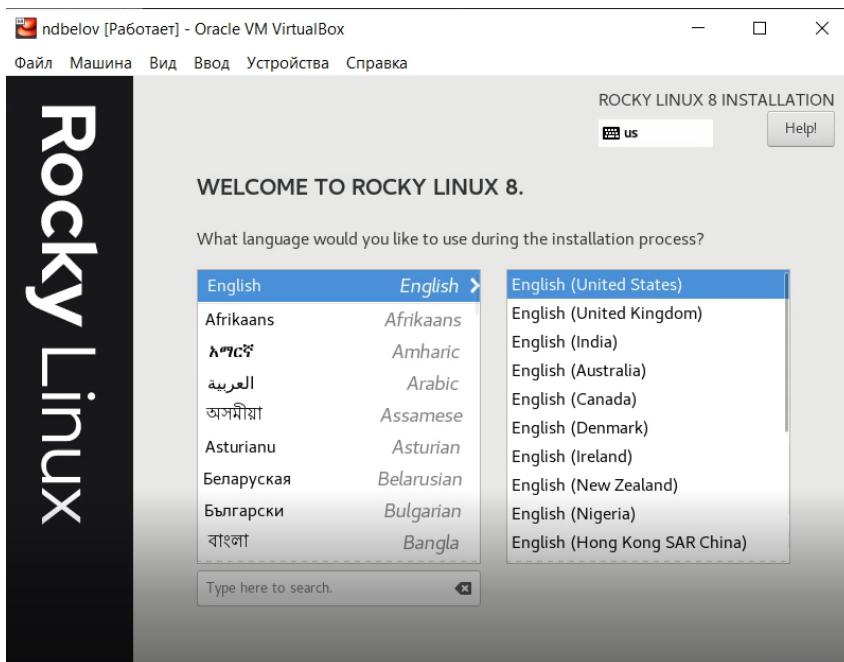 ndbelov [Работает] - Oracle VM VirtualBox
Файл Машина Вид Ввод Устройства Справка
Rocky Linux
ROCKY LINUX 8 INSTALLATION
us
Help!
WELCOME TO ROCKY LINUX 8.
What language would you like to use during the installation process?
English English
Afrikaans Afrikaans
አማርኛ Amharic
العربية Arabic
অসমীয়া Assamese
Asturianu Asturian
Беларуская Belarusian
Български Bulgarian
বাংলা Bangla
Type here to search.
English (United States)
English (United Kingdom)
English (India)
English (Australia)
English (Canada)
English (Denmark)
English (Ireland)
English (New Zealand)
English (Nigeria)
English (Hong Kong SAR China)